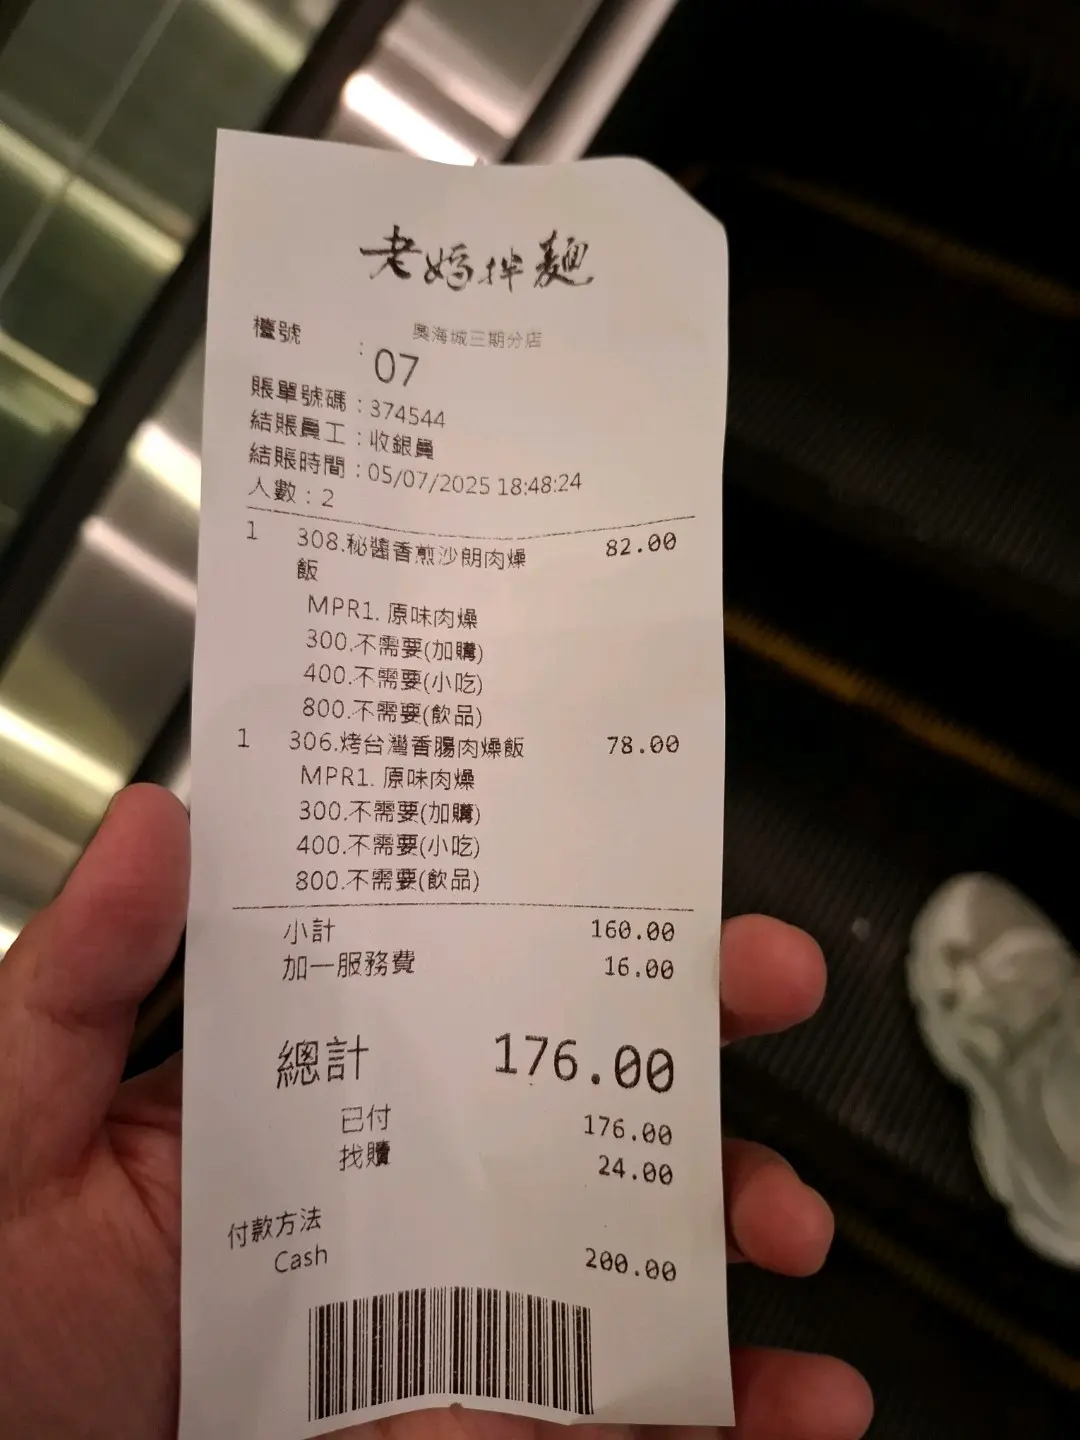 老媽拌麵
奧海城三期分店
檯號 : 07
賬單號碼 : 374544
結賬員工 : 收銀員
結賬時間 : 05/07/2025 18:48:24
人數 : 2
1 308.秘醬香煎沙朗肉燥 82.00
飯
MPR1. 原味肉燥
300.不需要(加購)
400.不需要(小吃)
800.不需要(飲品)
1 306.烤台灣香腸肉燥飯 78.00
MPR1. 原味肉燥
300.不需要(加購)
400.不需要(小吃)
800.不需要(飲品)
小計 160.00
加一服務費 16.00
總計 176.00
已付 176.00
找贖 24.00
付款方法
Cash 200.00